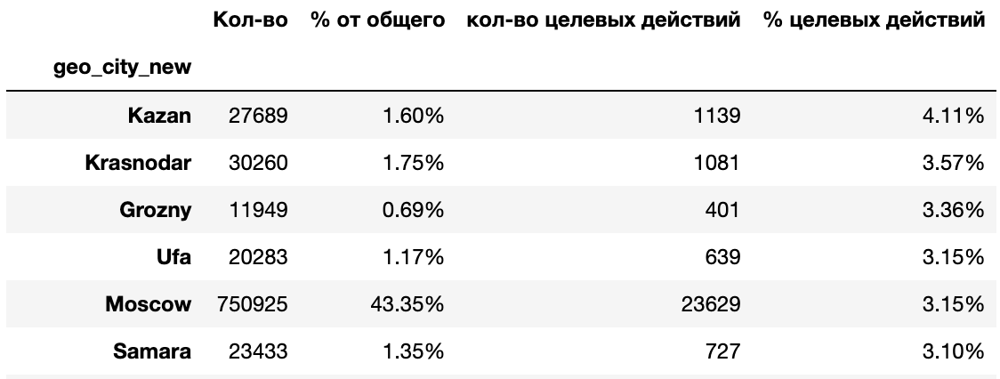 Кол-во % от общего кол-во целевых действий % целевых действий
geo_city_new
Kazan 27689 1.60% 1139 4.11%
Krasnodar 30260 1.75% 1081 3.57%
Grozny 11949 0.69% 401 3.36%
Ufa 20283 1.17% 639 3.15%
Moscow 750925 43.35% 23629 3.15%
Samara 23433 1.35% 727 3.10%